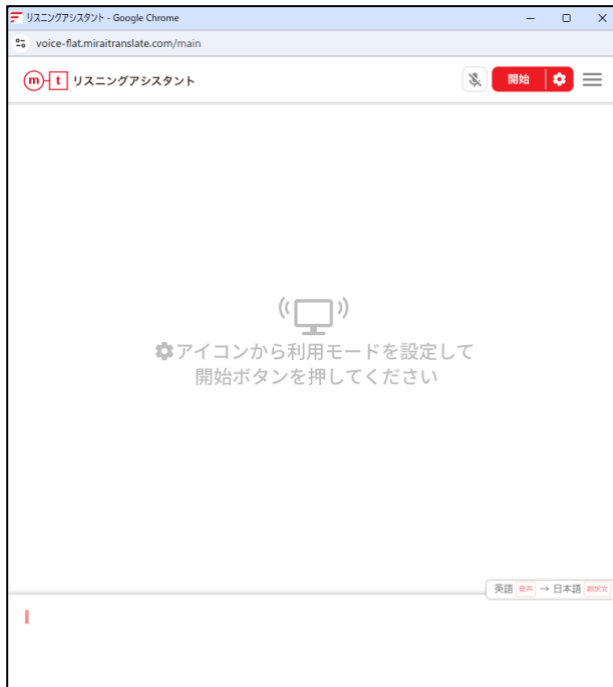 リスニングアシスタント - Google Chrome
voice-flat.miraitranslate.com/main
m t リスニングアシスタント
開始
アイコンから利用モードを設定して
開始ボタンを押してください
英語 音声 → 日本語 翻訳文